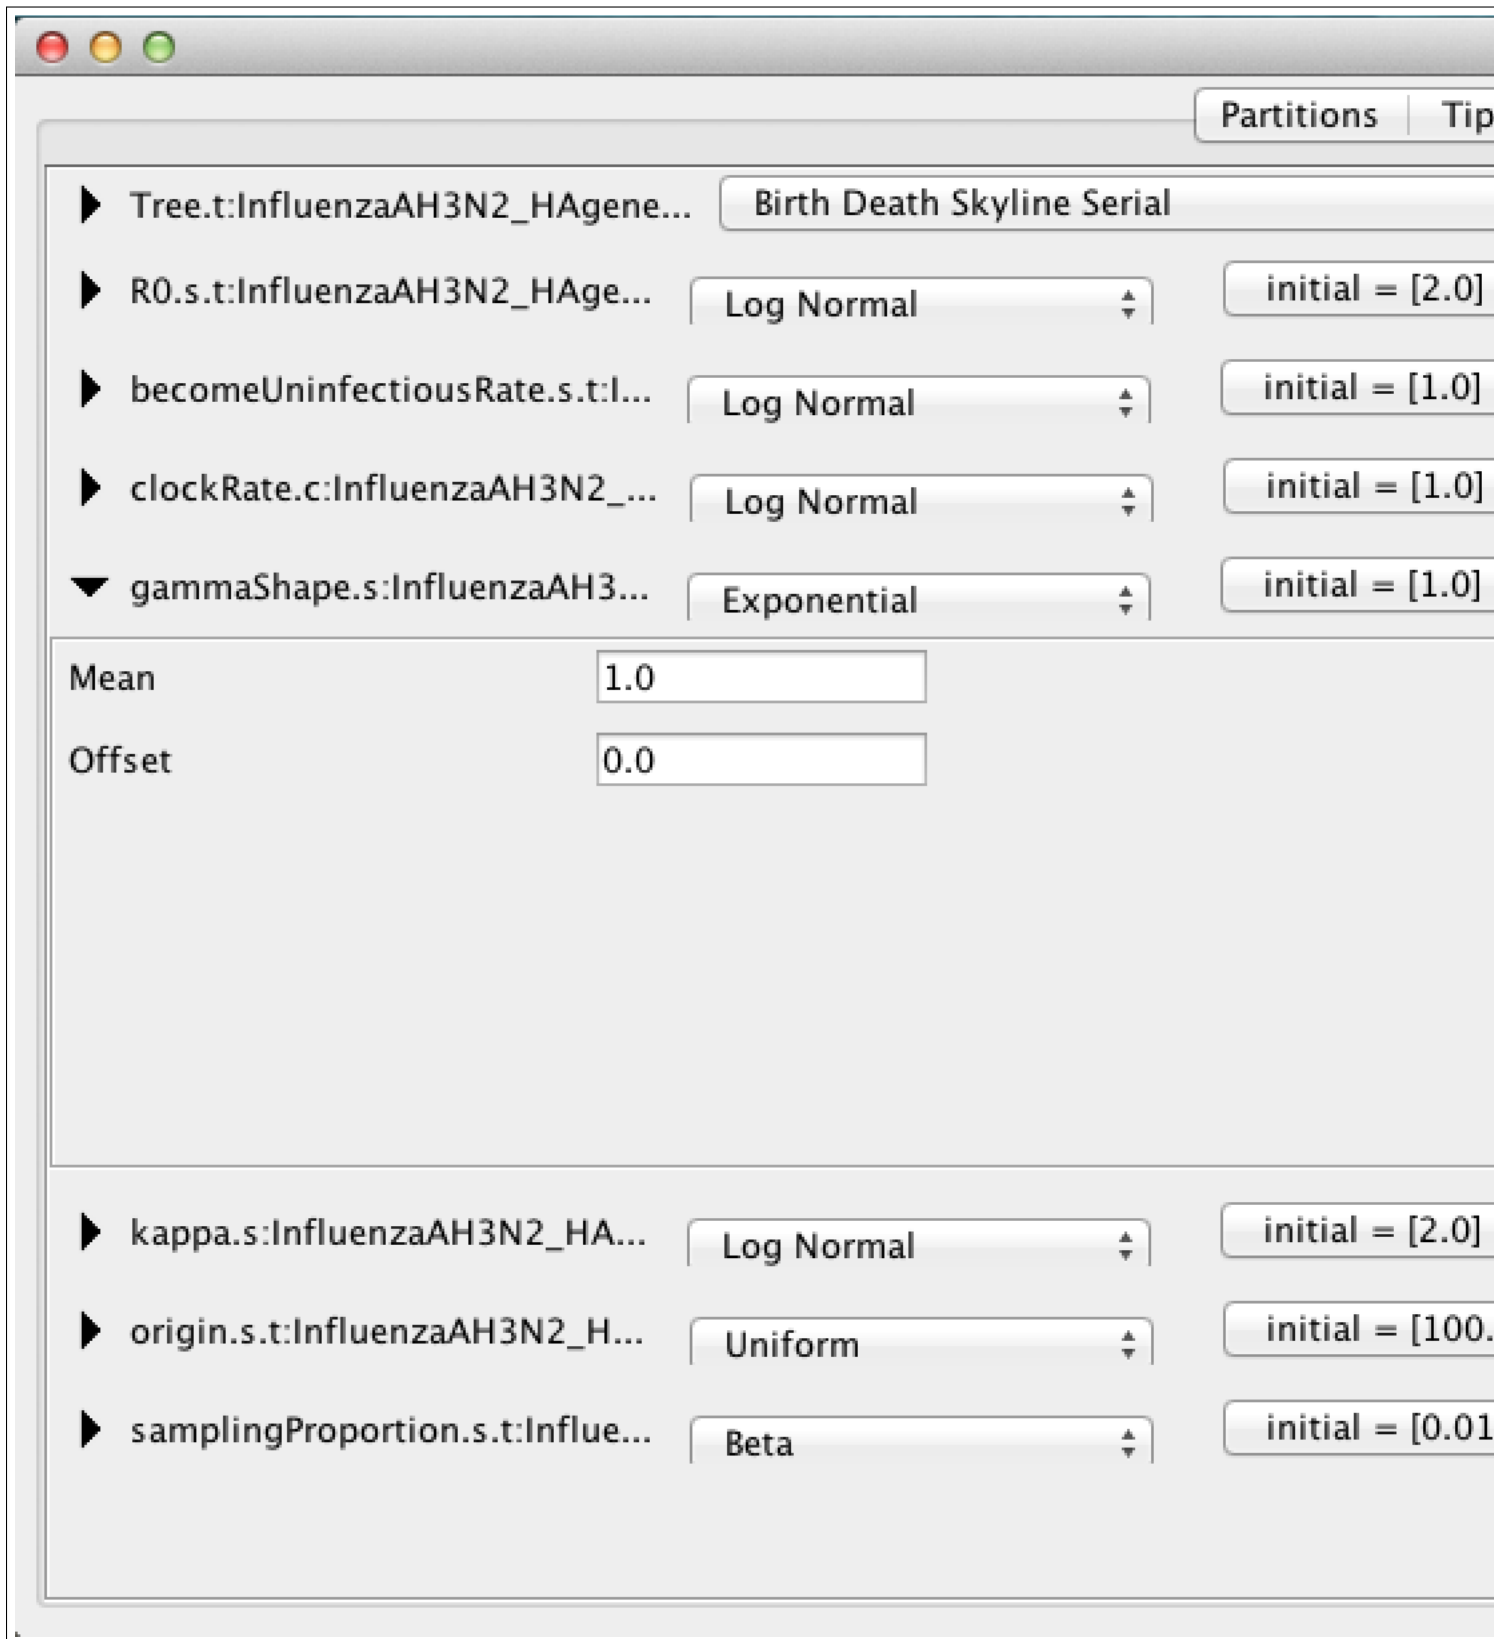 Partitions Tip
Tree.t:InfluenzaAH3N2_HAgene... Birth Death Skyline Serial
R0.s.t:InfluenzaAH3N2_HAge... Log Normal initial = [2.0]
becomeUninfectiousRate.s.t:I... Log Normal initial = [1.0]
clockRate.c:InfluenzaAH3N2_... Log Normal initial = [1.0]
gammaShape.s:InfluenzaAH3... Exponential initial = [1.0]
Mean 1.0
Offset 0.0
kappa.s:InfluenzaAH3N2_HA... Log Normal initial = [2.0]
origin.s.t:InfluenzaAH3N2_H... Uniform initial = [100.
samplingProportion.s.t:Influe... Beta initial = [0.01